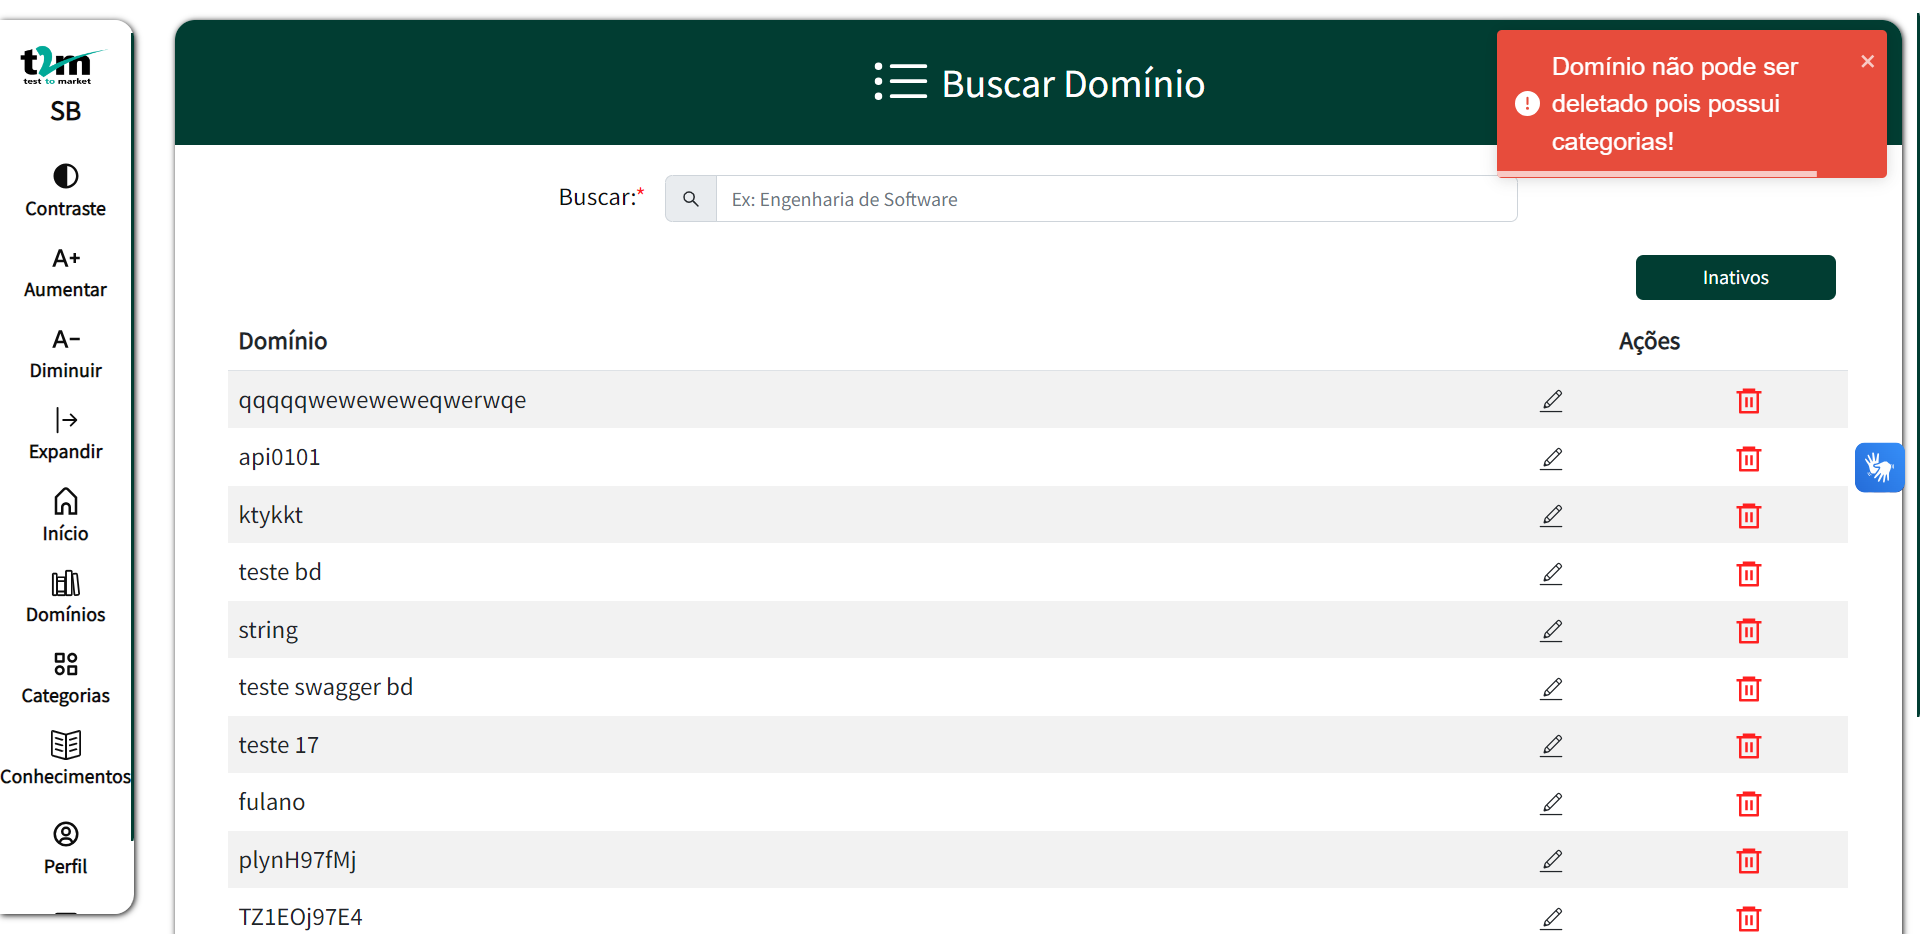 t2m
test to market
SB
Contraste
A+
Aumentar
A-
Diminuir
Expandir
Início
Domínios
Categorias
Conhecimentos
Perfil
Buscar Domínio
Domínio não pode ser
deletado pois possui
categorias!
Buscar:*
Ex: Engenharia de Software
Inativos
Domínio Ações
qqqqqweweweweqwerwqe
api0101
ktykkt
teste bd
string
teste swagger bd
teste 17
fulano
plynH97fMj
TZ1EOj97E4